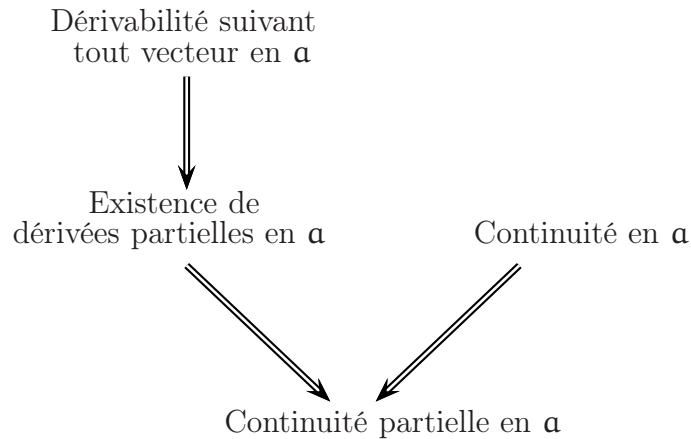 Dérivabilité suivant
tout vecteur en 𝔞
Existence de
dérivées partielles en 𝔞
Continuité en 𝔞
Continuité partielle en 𝔞